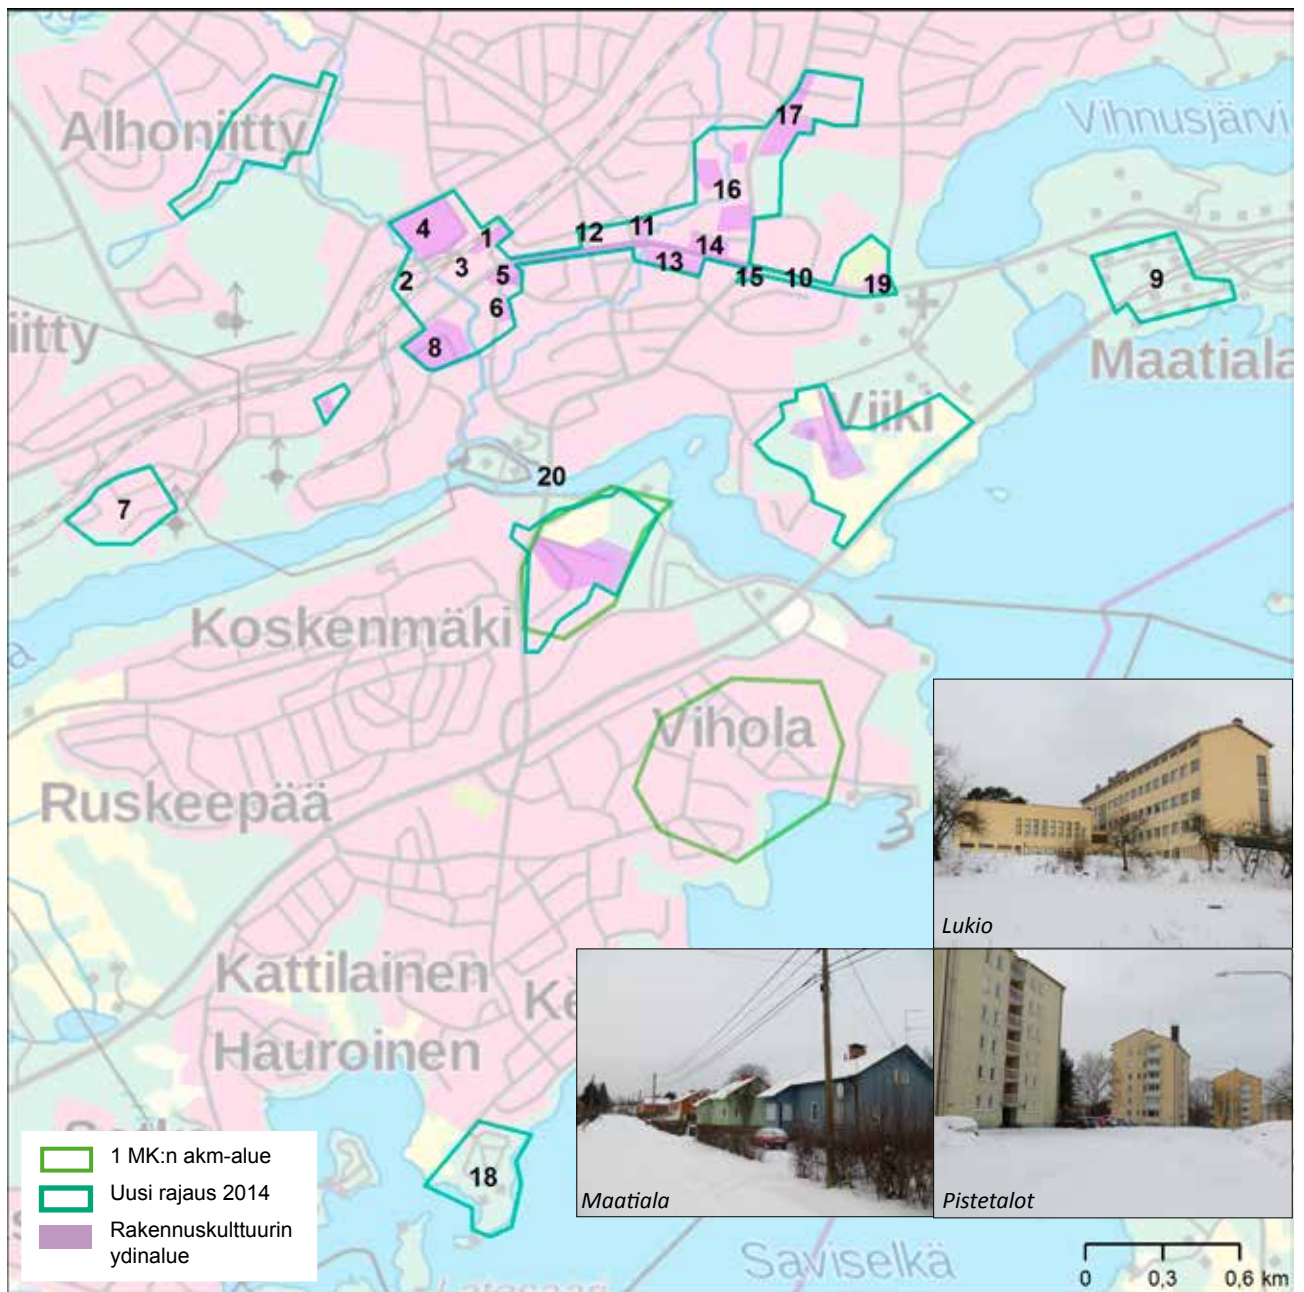 Alhoniitty
Vihnusjärvi
17
16
4
1
12
11
3
14
2
5
13
15
10
19
9
6
8
iitty
Maatiala
Viiki
20
7
Koskenmäki
Vihola
Ruskeepää
Lukio
Kattilainen
Hauroinen
Maatiala
Pistetalot
18
1 MK:n akm-alue
Uusi rajaus 2014
Rakennuskulttuurin
ydinalue
Saviselkä
0 0,3 0,6 km